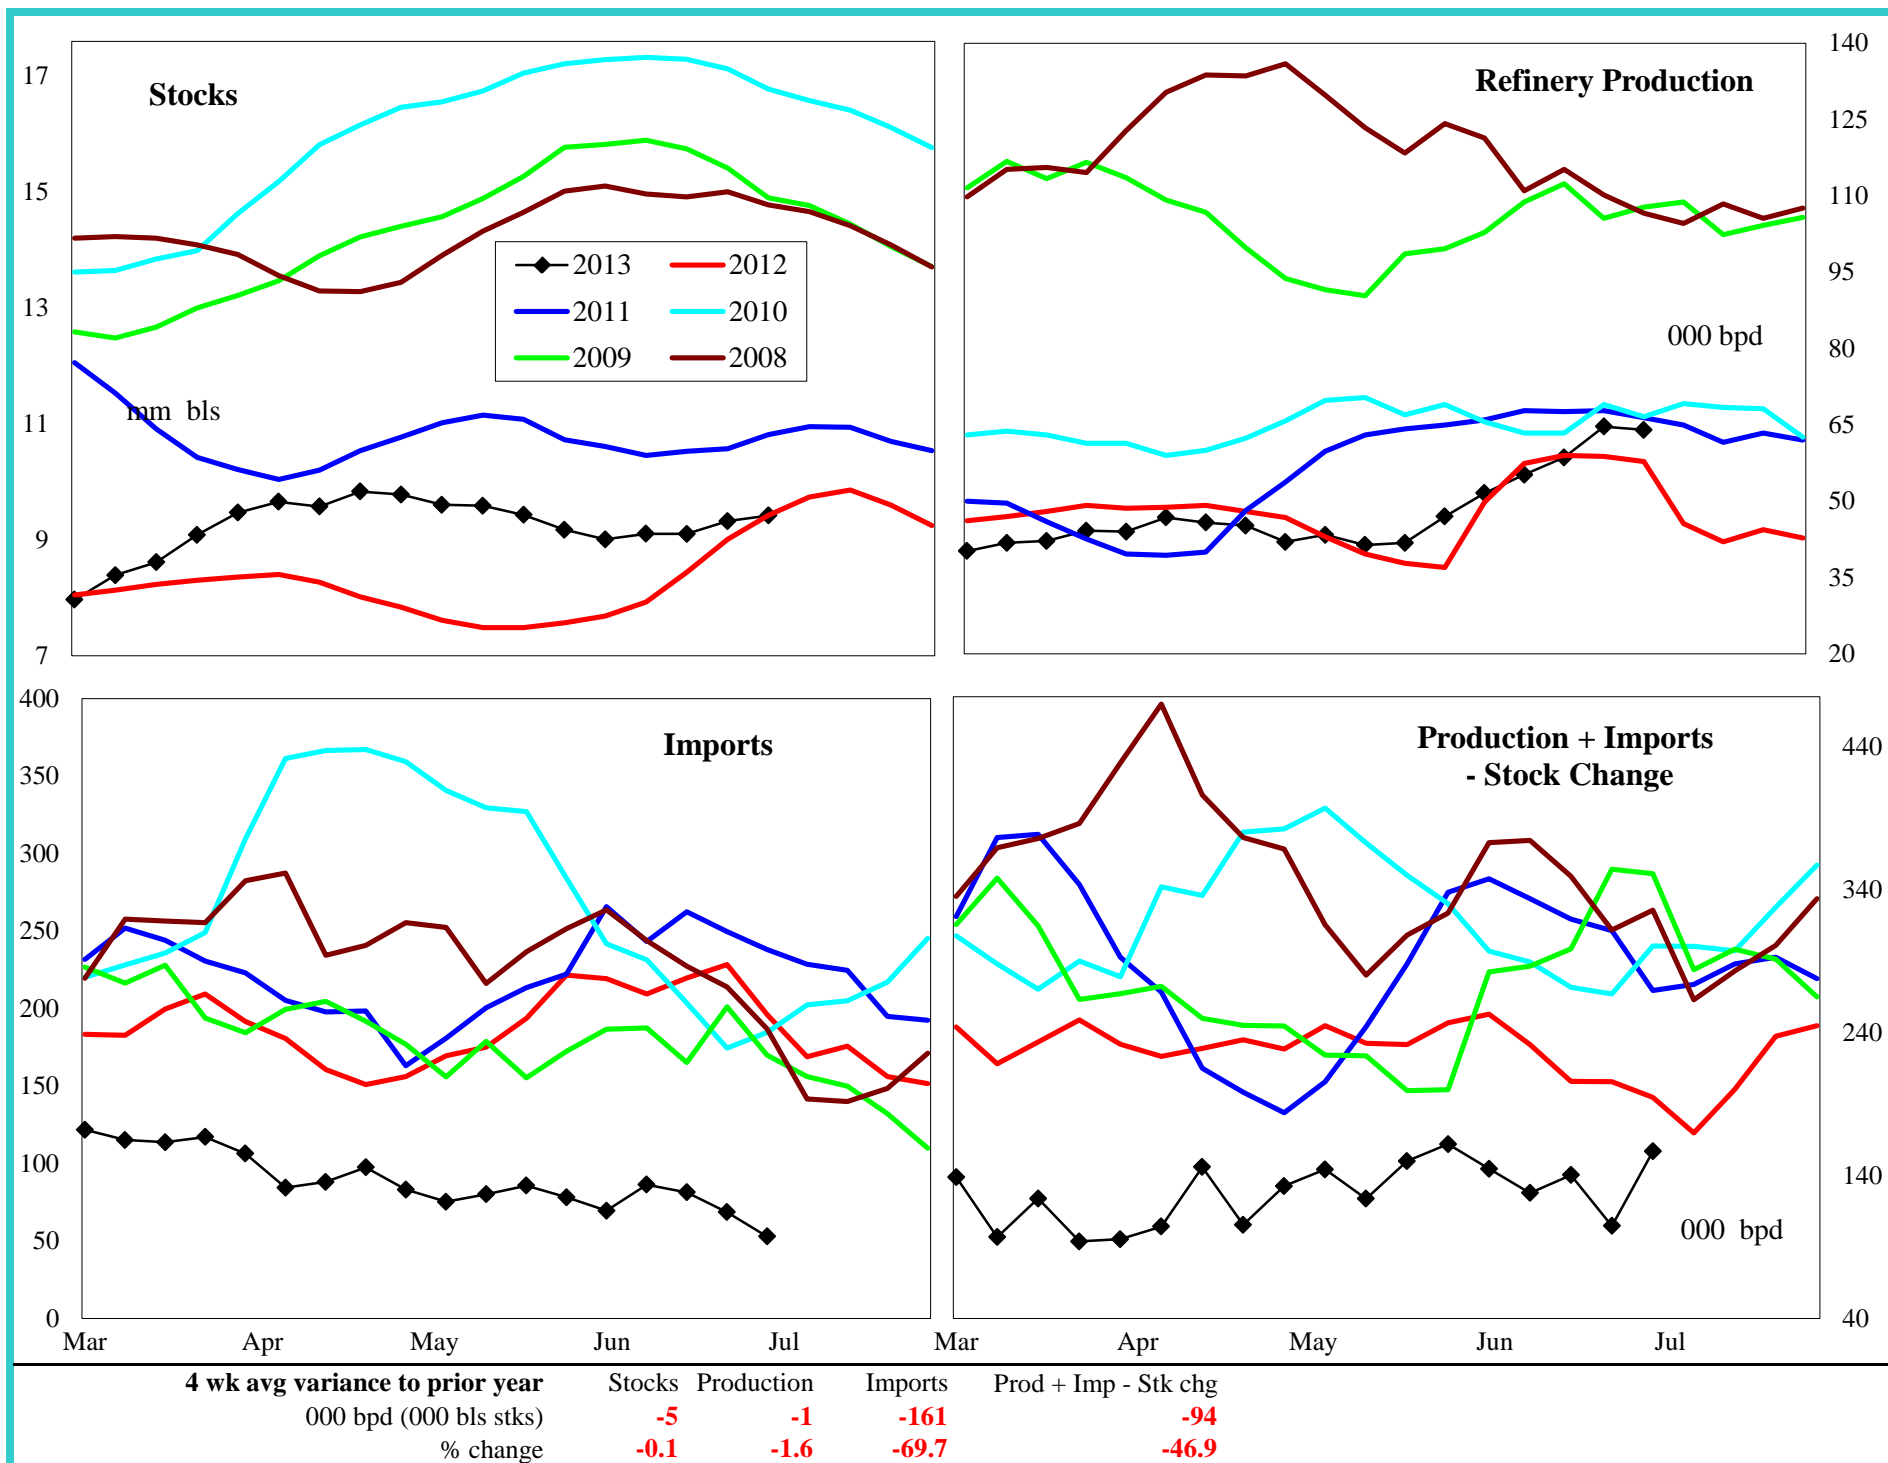 Stocks
17
15
13
11
9
7
mm bls
2013
2012
2011
2010
2009
2008
Refinery Production
140
125
110
95
80
65
50
35
20
000 bpd
Imports
400
350
300
250
200
150
100
50
0
Mar Apr May Jun Jul
Production + Imports
- Stock Change
440
340
240
140
40
000 bpd
Mar Apr May Jun Jul
4 wk avg variance to prior year Stocks Production Imports Prod + Imp - Stk chg
000 bpd (000 bls stks) -5 -1 -161 -94
% change -0.1 -1.6 -69.7 -46.9